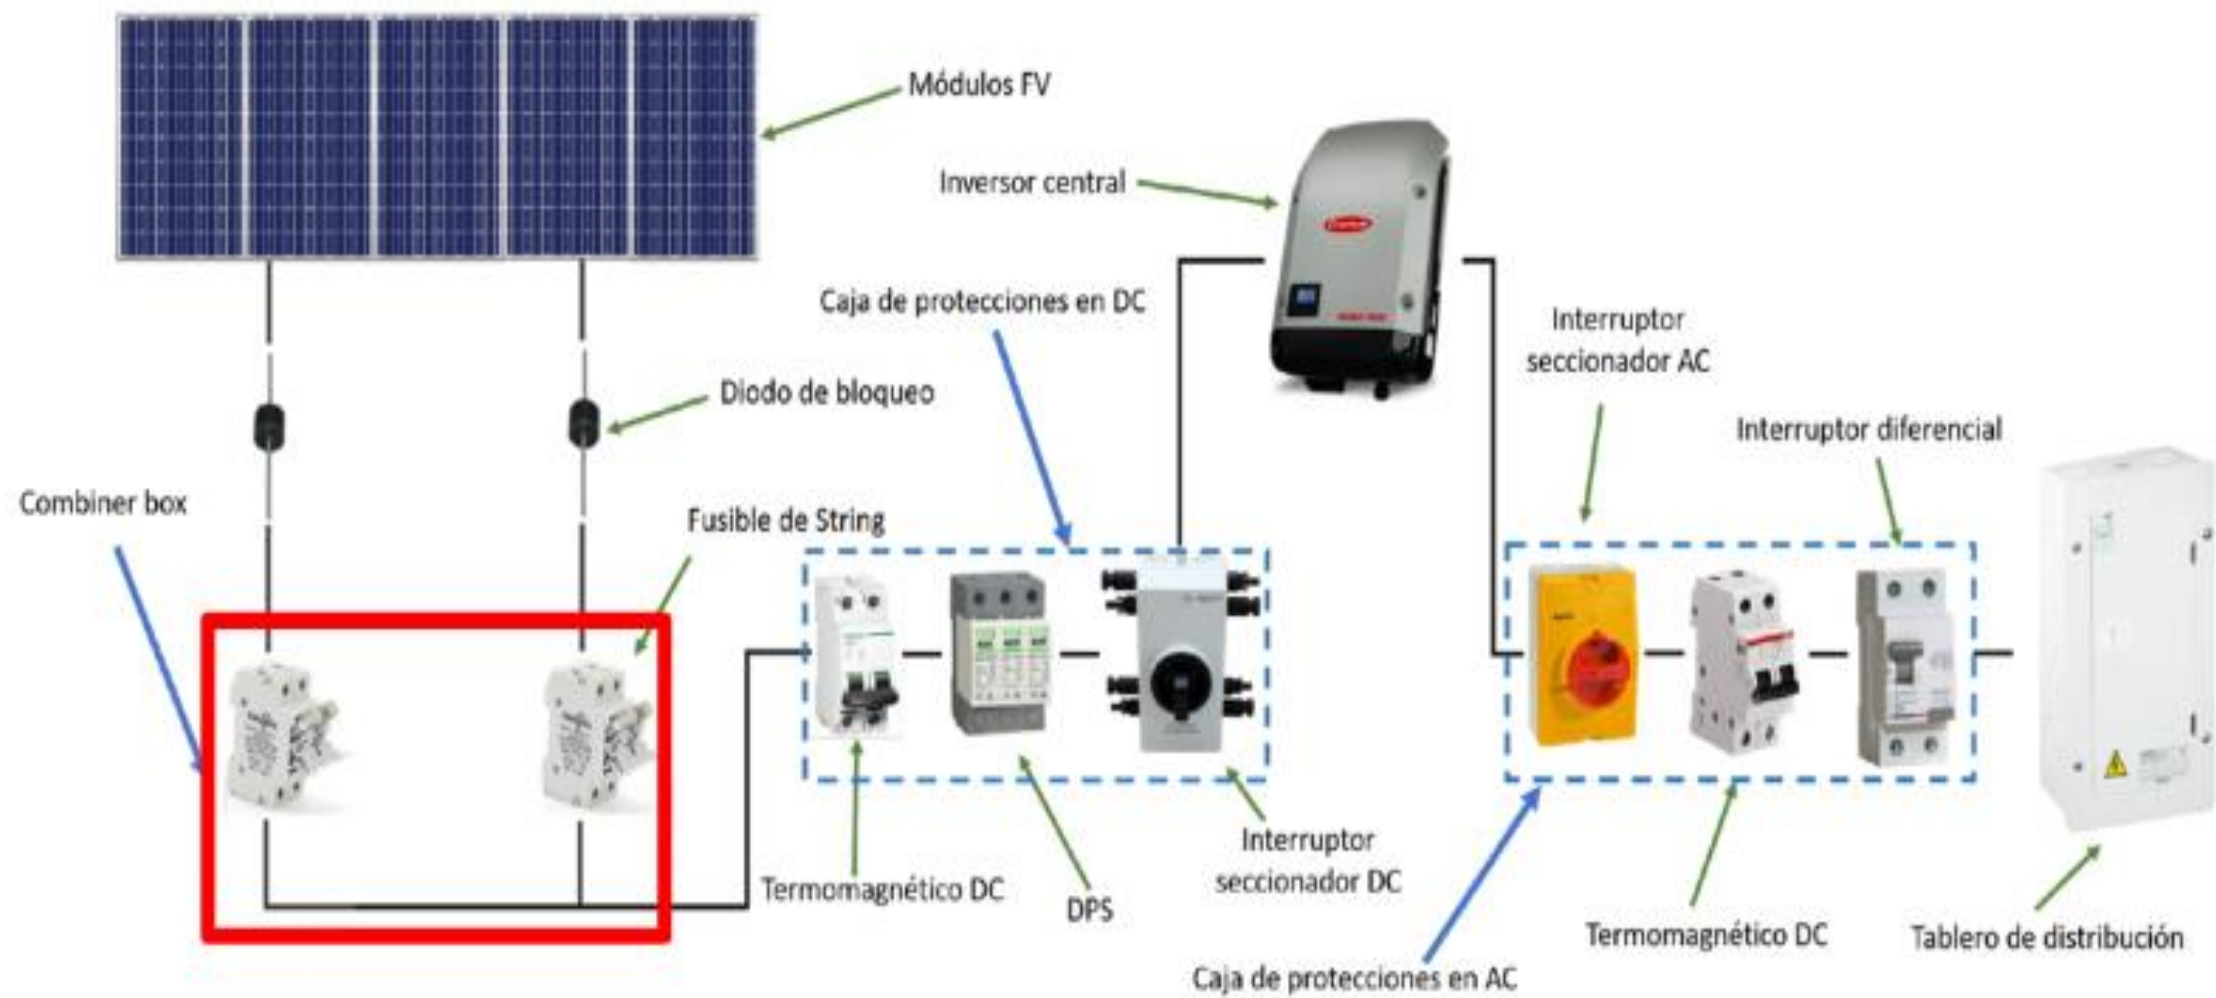 Módulos FV
Inversor central
Caja de protecciones en DC
Interruptor
seccionador AC
Diodo de bloqueo
Interruptor diferencial
Combiner box
Fusible de String
Interruptor
seccionador DC
Termomagnético DC
DPS
Termomagnético DC
Tablero de distribución
Caja de protecciones en AC